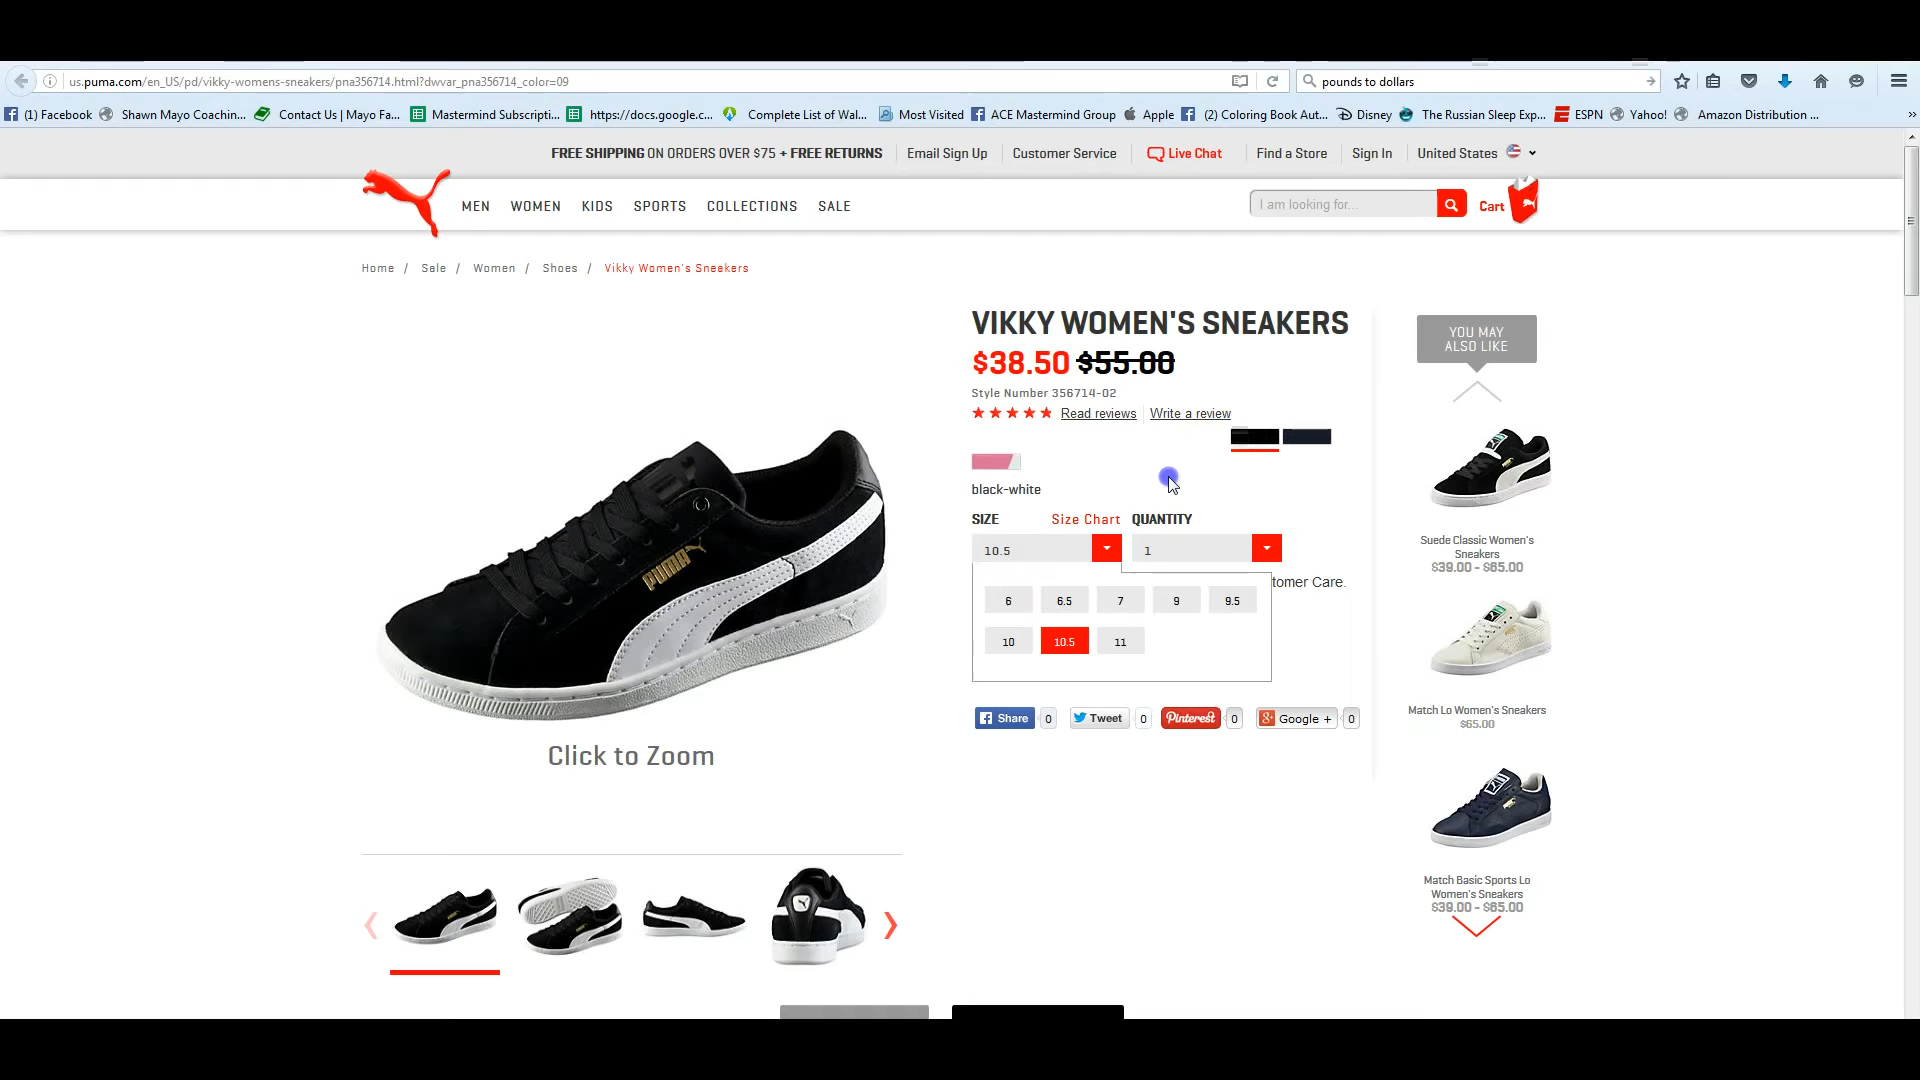 us.puma.com/en_US/pd/vikky-womens-sneakers/pna356714.html?dwvar_pna356714_color=09
pounds to dollars
(1) Facebook
Shawn Mayo Coachin...
Contact Us | Mayo Fa...
Mastermind Subscripti...
https://docs.google.c...
Complete List of Wal...
Most Visited
ACE Mastermind Group
Apple
(2) Coloring Book Aut...
Disney
The Russian Sleep Exp...
ESPN
Yahoo!
Amazon Distribution ...
FREE SHIPPING ON ORDERS OVER $75 + FREE RETURNS
Email Sign Up
Customer Service
Live Chat
Find a Store
Sign In
United States
MEN
WOMEN
KIDS
SPORTS
COLLECTIONS
SALE
I am looking for...
Cart
Home / Sale / Women / Shoes / Vikky Women's Sneakers
VIKKY WOMEN'S SNEAKERS
$38.50 $55.00
Style Number 356714-02
Read reviews
Write a review
black-white
SIZE
Size Chart
QUANTITY
10.5
1
tomer Care.
6
6.5
7
9
9.5
10
10.5
11
Share
0
Tweet
0
Pinterest
0
Google +
0
PUMA
Click to Zoom
YOU MAY
ALSO LIKE
Suede Classic Women's
Sneakers
$39.00 - $65.00
Match Lo Women's Sneakers
$65.00
Match Basic Sports Lo
Women's Sneakers
$39.00 - $65.00